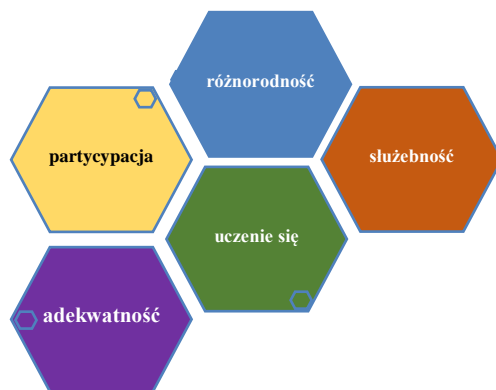 różnorodność
partycypacja
służebność
uczenie się
adekwatność